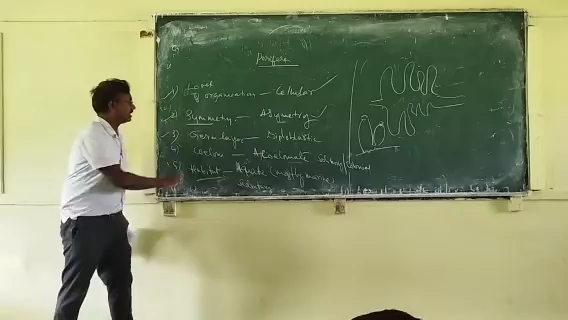 Porifera
1) Level
of organization — Cellular
2) Symmetry — Asymmetry
3) Germ layer — Diploblastic
4) Coelom — Acoelomate
5) Habitat — Aquatic (mostly marine)